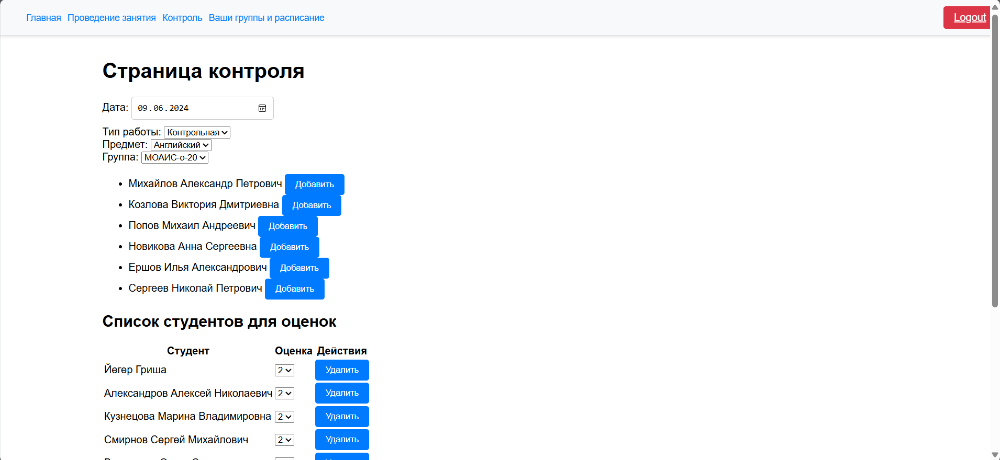 Главная Проведение занятия Контроль Ваши группы и расписание Logout
Страница контроля
Дата: 09.06.2024
Тип работы: Контрольная
Предмет: Английский
Группа: МОАИС-о-20
Михайлов Александр Петрович Добавить
Козлова Виктория Дмитриевна Добавить
Попов Михаил Андреевич Добавить
Новикова Анна Сергеевна Добавить
Ершов Илья Александрович Добавить
Сергеев Николай Петрович Добавить
Список студентов для оценок
Студент Оценка Действия
Йегер Гриша 2 Удалить
Александров Алексей Николаевич 2 Удалить
Кузнецова Марина Владимировна 2 Удалить
Смирнов Сергей Михайлович 2 Удалить